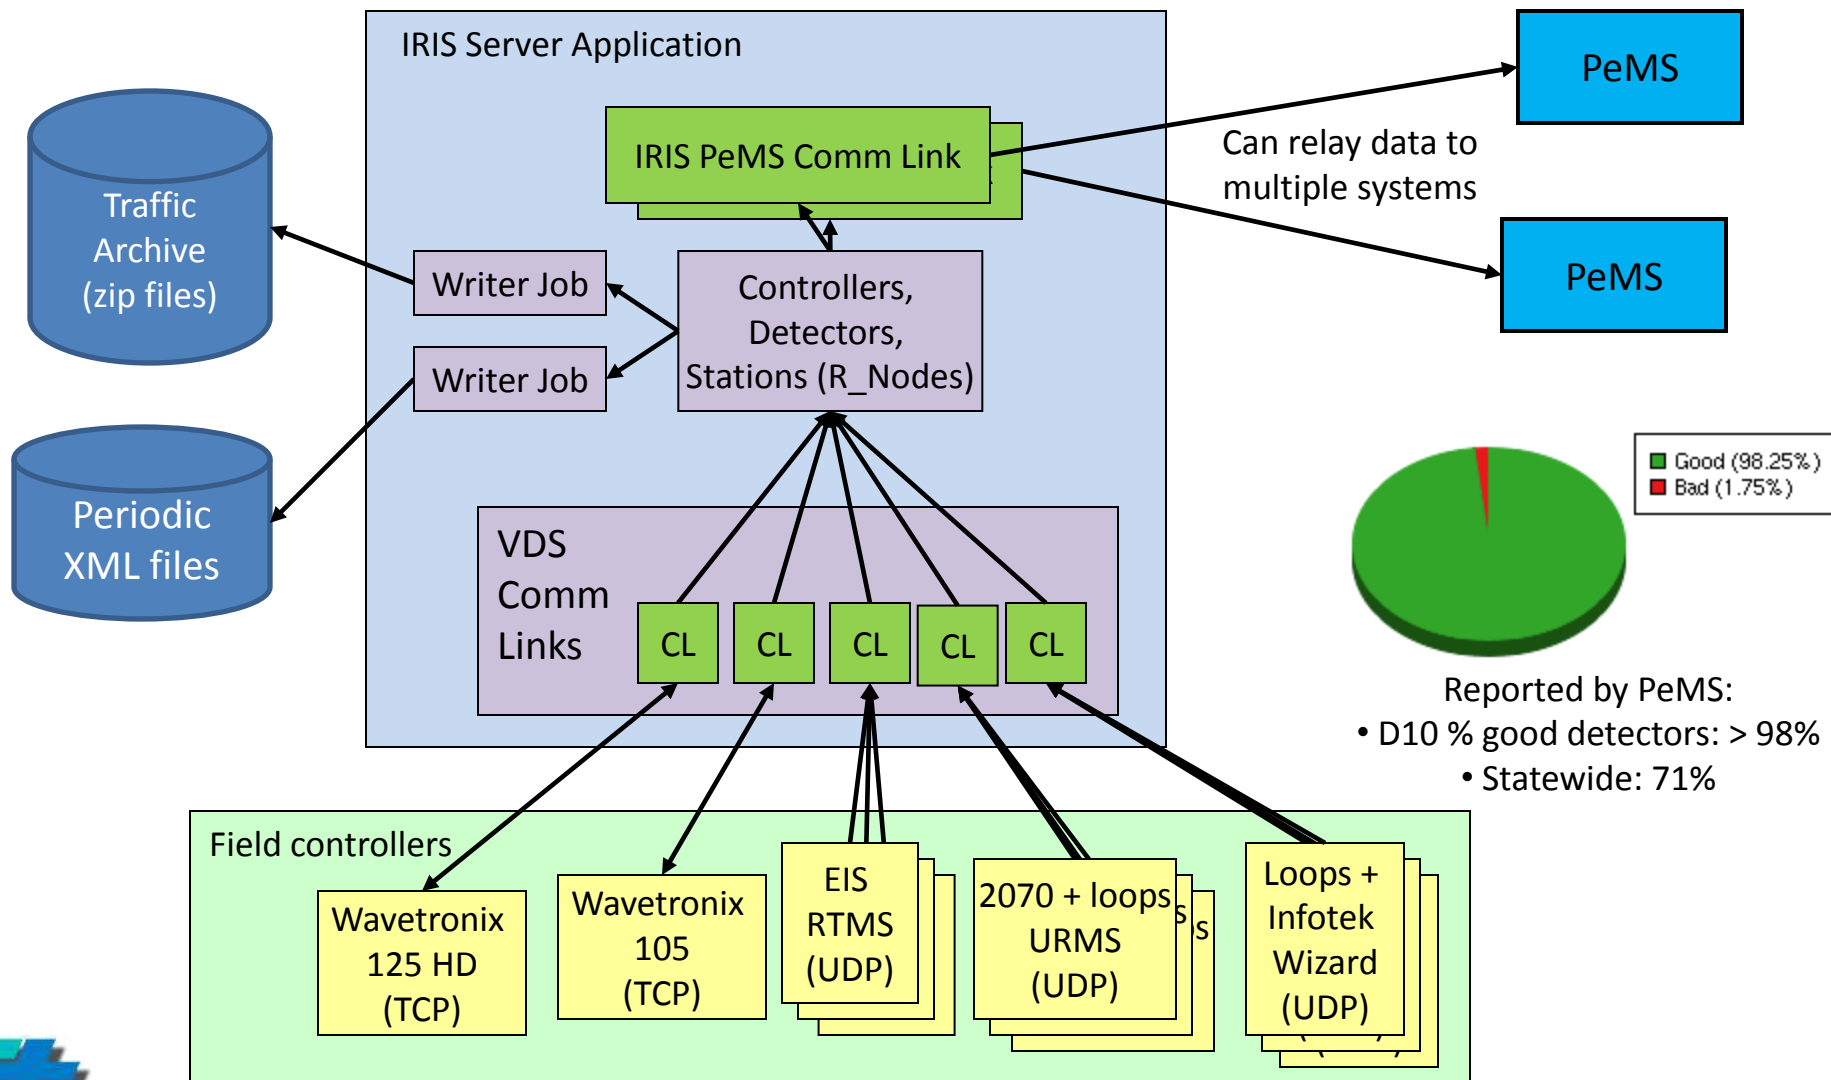 IRIS Server Application
PeMS
IRIS PeMS Comm Link
Can relay data to
multiple systems
PeMS
Traffic
Archive
(zip files)
Writer Job
Writer Job
Controllers,
Detectors,
Stations (R_Nodes)
Periodic
XML files
Good (98.25%)
Bad (1.75%)
VDS
Comm
Links
CL
CL
CL
CL
CL
Reported by PeMS:
• D10 % good detectors: > 98%
• Statewide: 71%
Field controllers
Wavetronix
125 HD
(TCP)
Wavetronix
105
(TCP)
EIS
RTMS
(UDP)
2070 + loops
URMS
(UDP)
Loops +
Infotek
Wizard
(UDP)